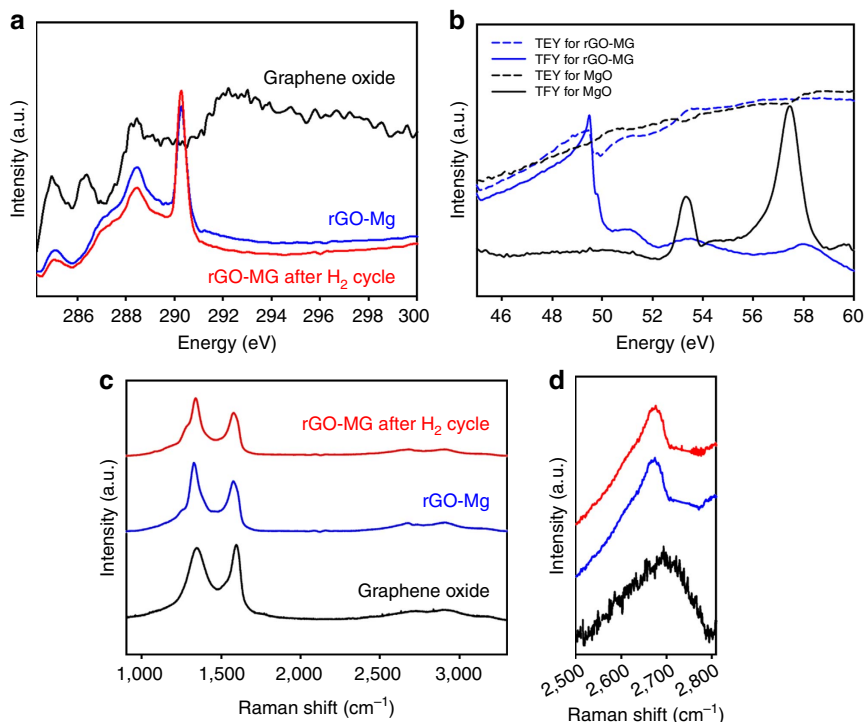 a
Intensity (a.u.)
Graphene oxide
rGO-Mg
rGO-MG after H₂ cycle
286 288 290 292 294 296 298 300
Energy (eV)
b
Intensity (a.u.)
TEY for rGO-MG
TFY for rGO-MG
TEY for MgO
TFY for MgO
46 48 50 52 54 56 58 60
Energy (eV)
c
Intensity (a.u.)
rGO-MG after H₂ cycle
rGO-Mg
Graphene oxide
1,000 1,500 2,000 2,500 3,000
Raman shift (cm⁻¹)
d
Intensity (a.u.)
2,500 2,600 2,700 2,800
Raman shift (cm⁻¹)